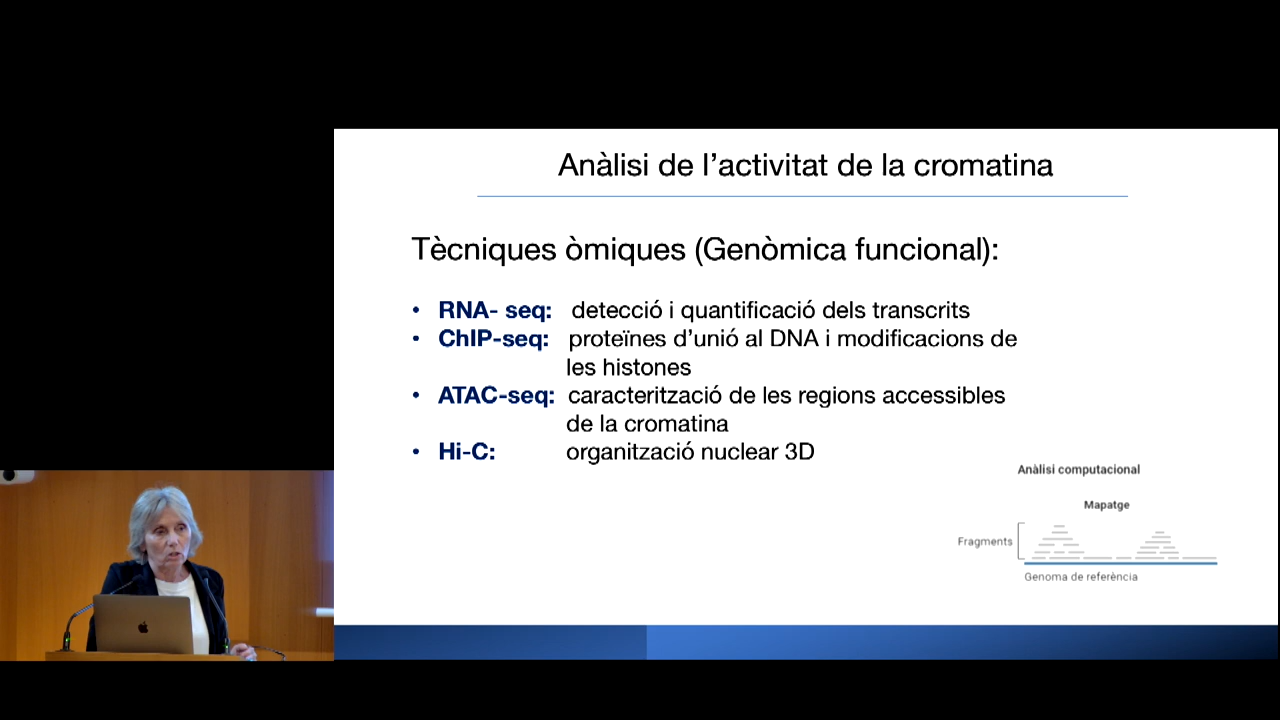 Anàlisi de l’activitat de la cromatina
Tècniques òmiques (Genòmica funcional):
• RNA- seq: detecció i quantificació dels transcrits
• ChIP-seq: proteïnes d’unió al DNA i modificacions de
les histones
• ATAC-seq: caracterització de les regions accessibles
de la cromatina
• Hi-C: organització nuclear 3D
Anàlisi computacional
Mapatge
Fragments
Genoma de referència